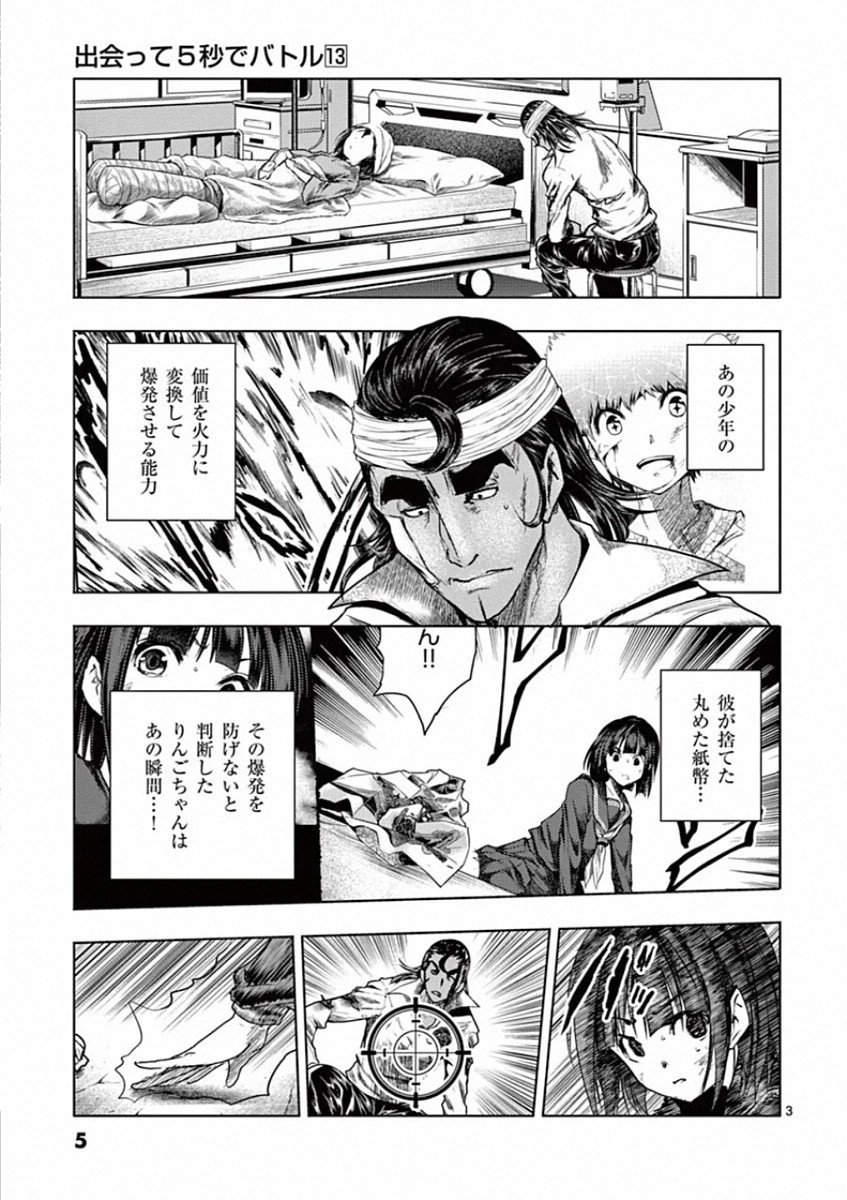 出会って5秒でバトル13
あの少年の
価値を火力に
変換して
爆発させる能力
彼が捨てた
丸めた紙幣…
ん!!
その爆発を
防げないと
判断した
りんごちゃんは
あの瞬間…!
3
5